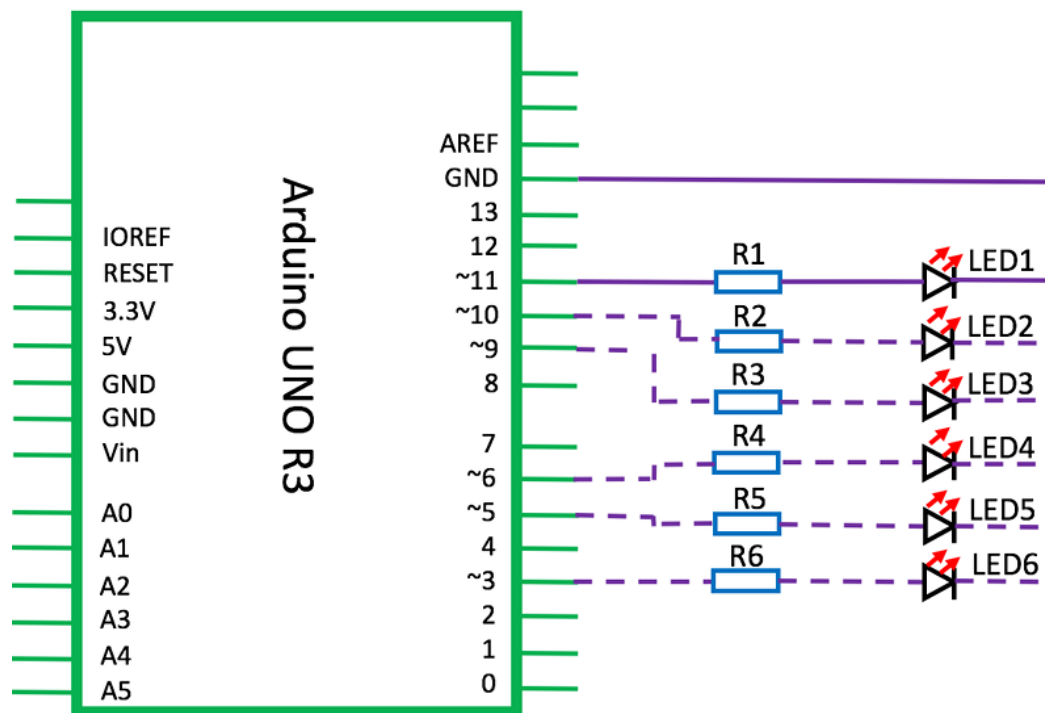 IOREF
RESET
3.3V
5V
GND
GND
Vin
A0
A1
A2
A3
A4
A5
Arduino UNO R3
AREF
GND
13
12
~11
~10
~9
8
7
~6
~5
4
~3
2
1
0
R1
R2
R3
R4
R5
R6
LED1
LED2
LED3
LED4
LED5
LED6